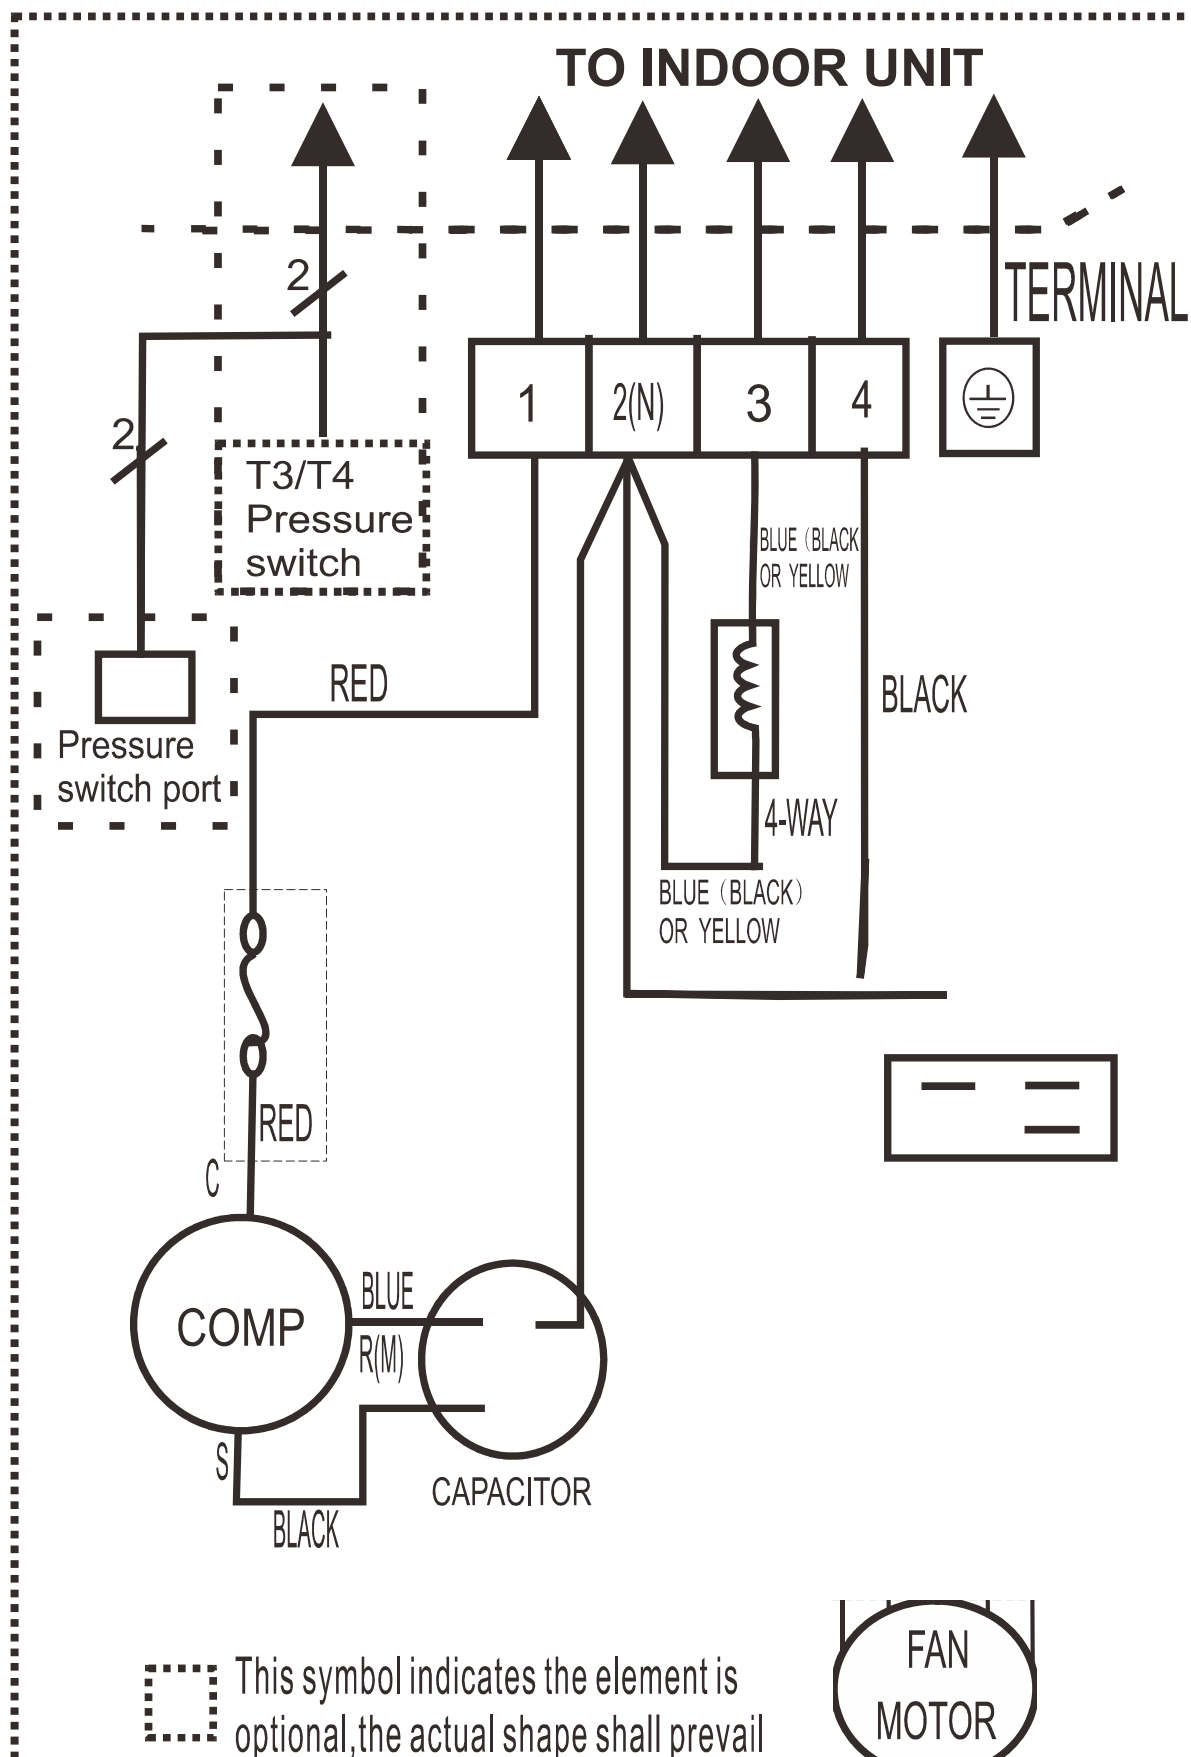 TO INDOOR UNIT
2
TERMINAL
1
2(N)
3
4
2
T3/T4
Pressure
switch
BLUE (BLACK
OR YELLOW
RED
BLACK
Pressure
switch port
4-WAY
BLUE (BLACK)
OR YELLOW
RED
C
COMP
BLUE
R(M)
S
CAPACITOR
BLACK
FAN
MOTOR
This symbol indicates the element is
optional,the actual shape shall prevail